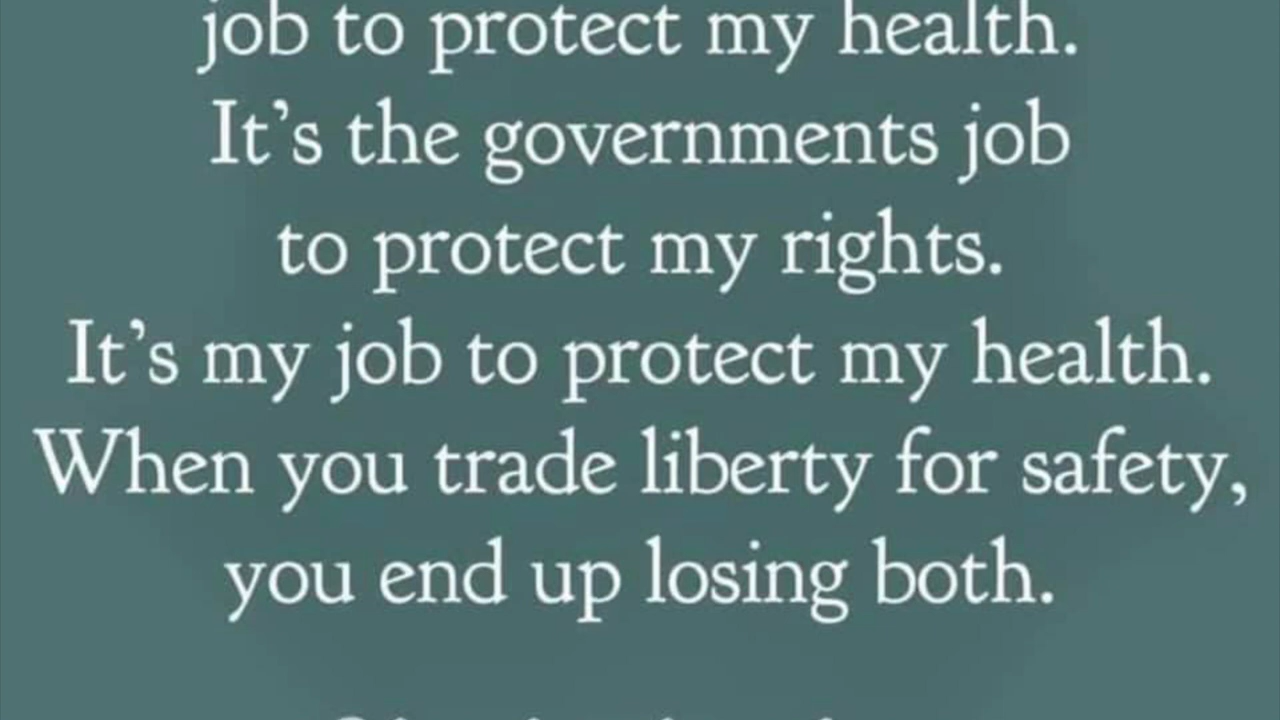 job to protect my health.
It’s the governments job
to protect my rights.
It’s my job to protect my health.
When you trade liberty for safety,
you end up losing both.